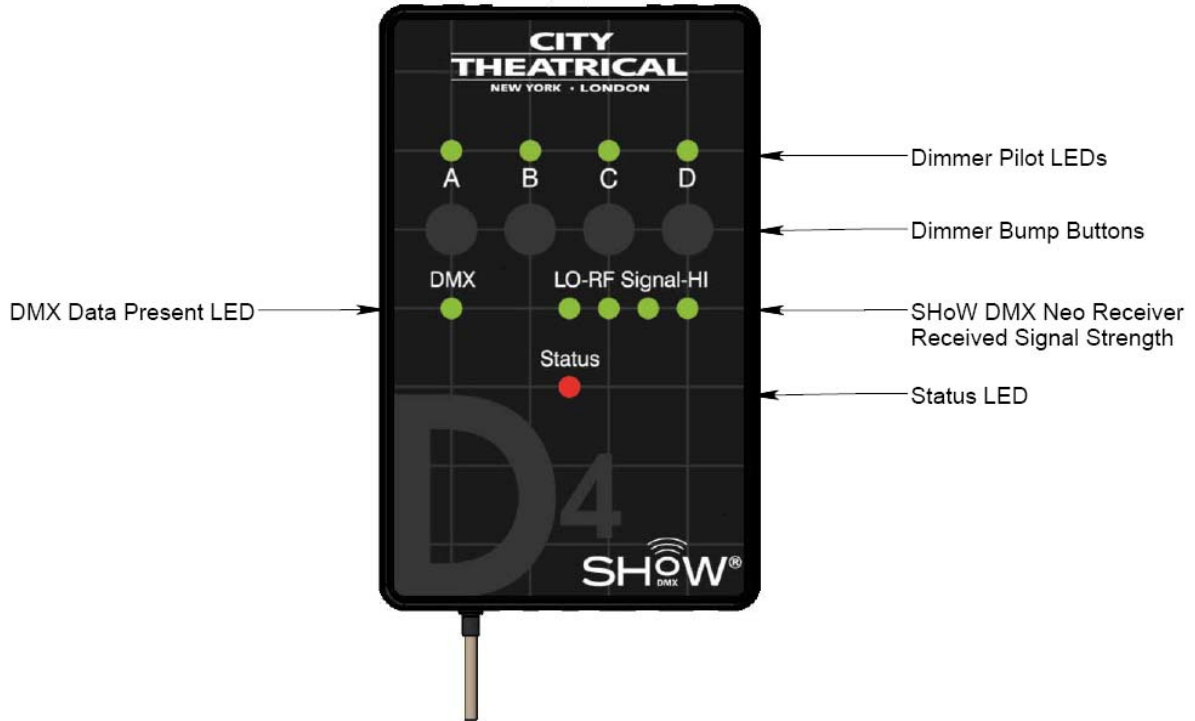 CITY
THEATRICAL
NEW YORK • LONDON
A B C D
Dimmer Pilot LEDs
Dimmer Bump Buttons
DMX LO-RF Signal-HI
DMX Data Present LED
SHoW DMX Neo Receiver
Received Signal Strength
Status
Status LED
D4
SHoW®
DMX